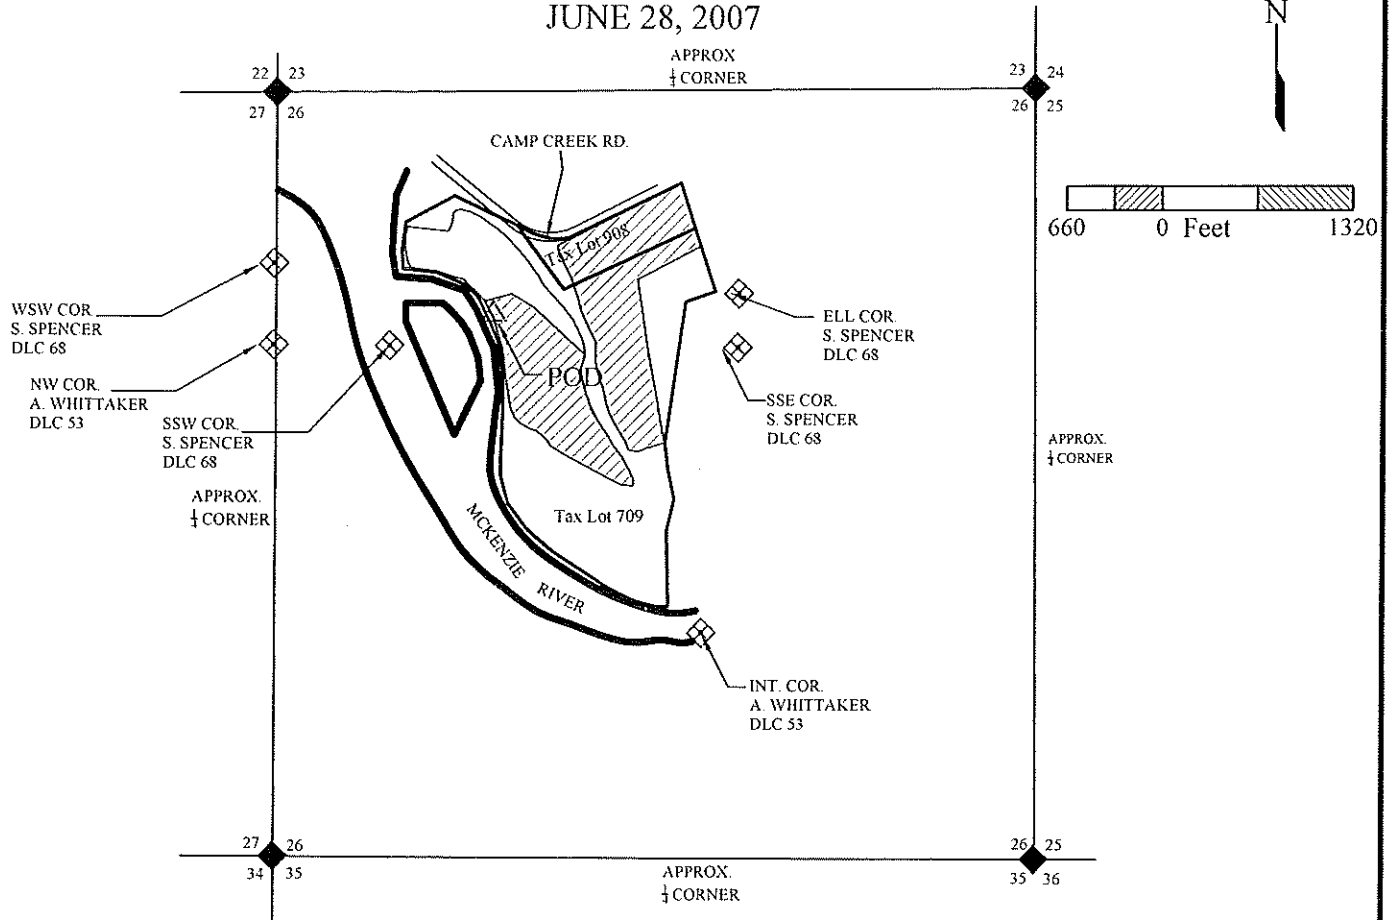 JUNE 28, 2007
N
APPROX
¼ CORNER
22 23
27 26
23 24
26 25
CAMP CREEK RD.
660 0 Feet 1320
Tax Lot 908
WSW COR.
S. SPENCER
DLC 68
ELL COR.
S. SPENCER
DLC 68
NW COR.
A. WHITTAKER
DLC 53
POD
SSW COR.
S. SPENCER
DLC 68
SSE COR.
S. SPENCER
DLC 68
APPROX.
¼ CORNER
APPROX.
¼ CORNER
Tax Lot 709
MCKENZIE RIVER
INT. COR.
A. WHITTAKER
DLC 53
27 26
34 35
26 25
35 36
APPROX.
¼ CORNER